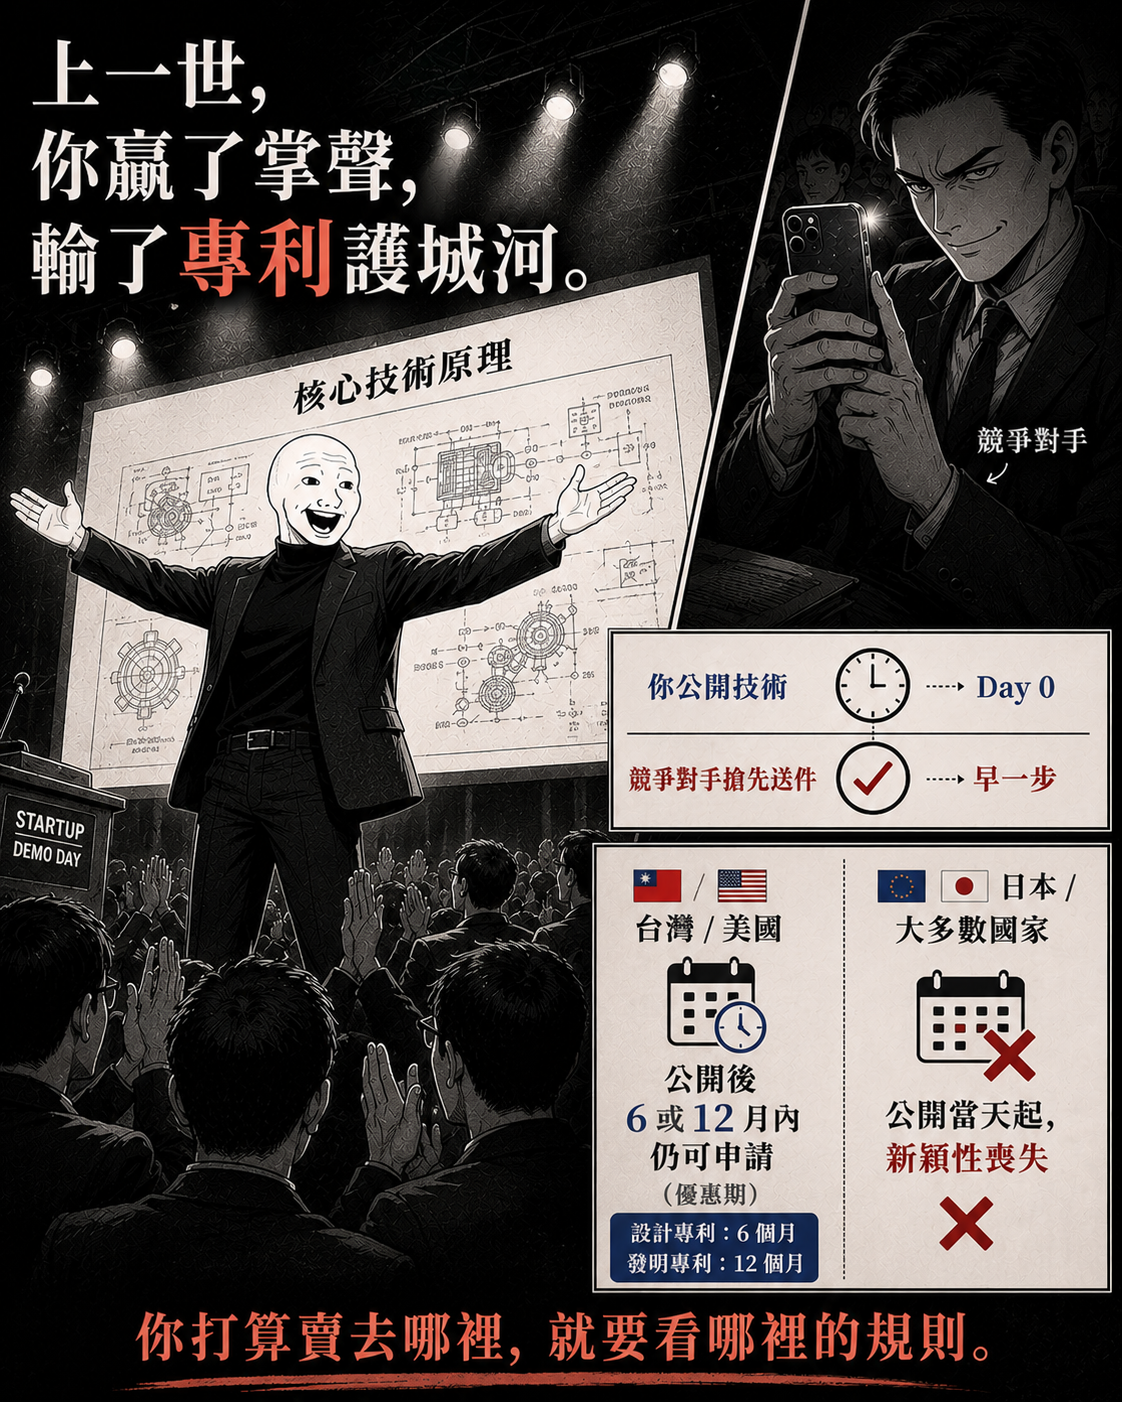 上一世，
你贏了掌聲，
輸了專利護城河。
核心技術原理
競爭對手
STARTUP
DEMO DAY
你公開技術
Day 0
競爭對手搶先送件
早一步
/
台灣 / 美國
公開後
6 或 12 月內
仍可申請
（優惠期）
設計專利：6 個月
發明專利：12 個月
日本 /
大多數國家
公開當天起，
新穎性喪失
你打算賣去哪裡，就要看哪裡的規則。